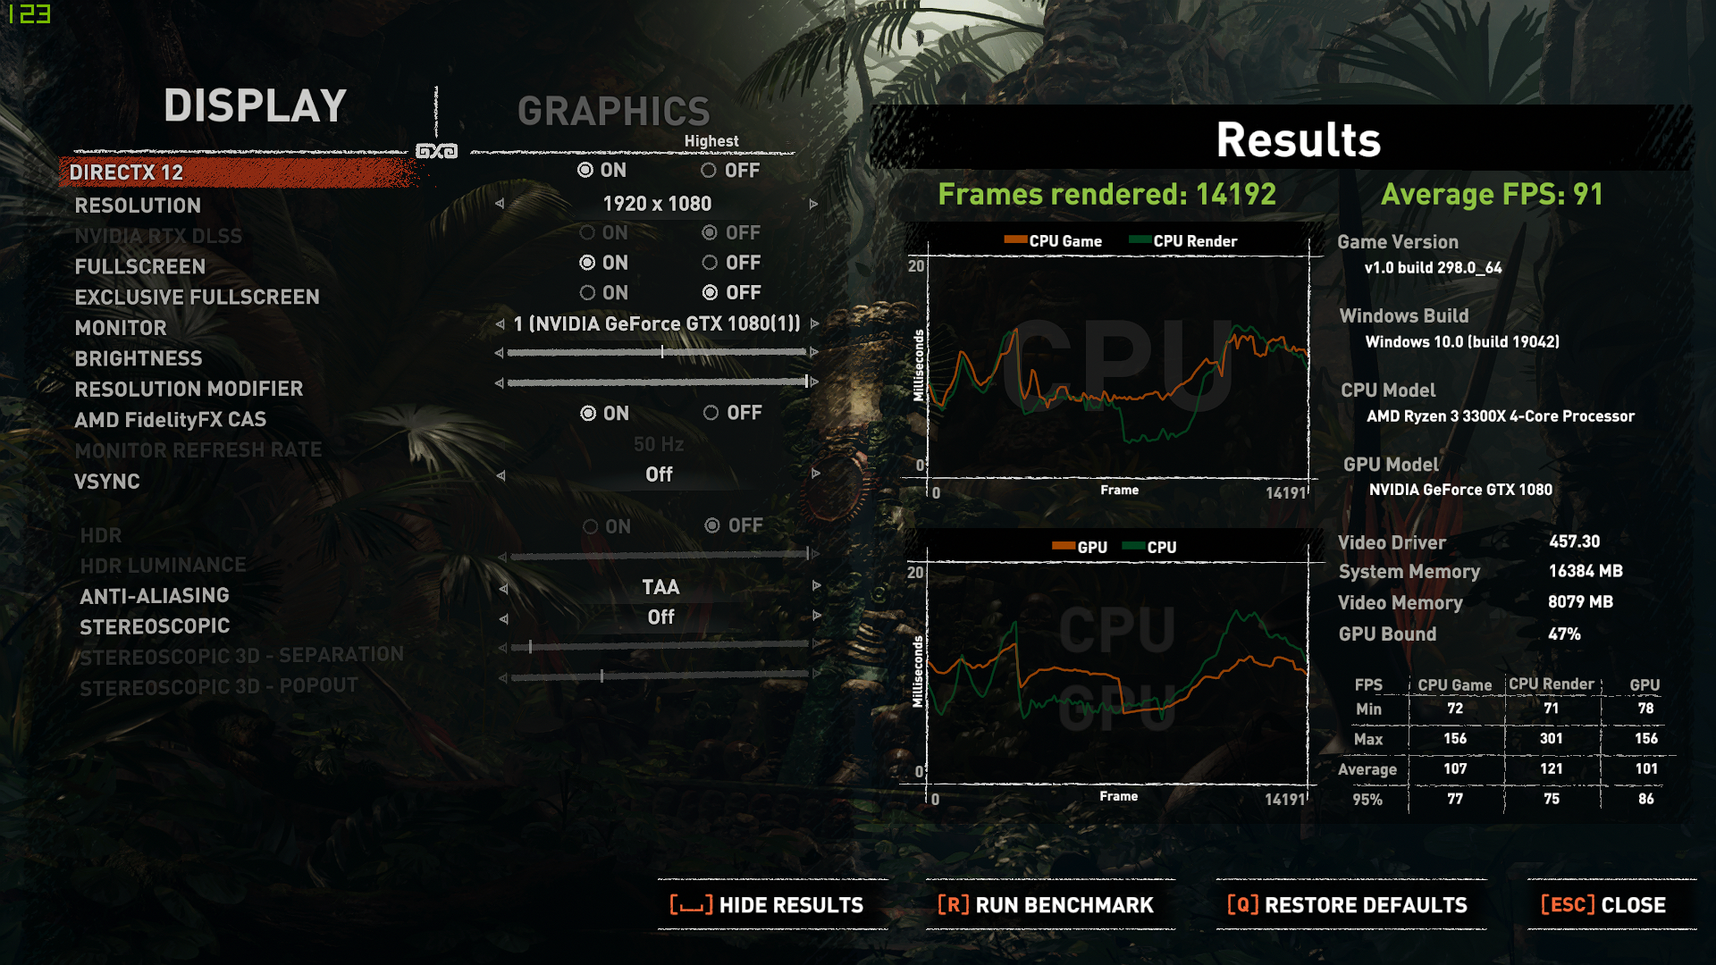 123
DISPLAY
GRAPHICS
Highest
DIRECTX 12 ON OFF
RESOLUTION 1920 x 1080
NVIDIA RTX DLSS ON OFF
FULLSCREEN ON OFF
EXCLUSIVE FULLSCREEN ON OFF
MONITOR 1 (NVIDIA GeForce GTX 1080(1))
BRIGHTNESS
RESOLUTION MODIFIER
AMD FidelityFX CAS ON OFF
MONITOR REFRESH RATE 50 Hz
VSYNC Off
HDR ON OFF
HDR LUMINANCE
ANTI-ALIASING TAA
STEREOSCOPIC Off
STEREOSCOPIC 3D - SEPARATION
STEREOSCOPIC 3D - POPOUT
Results
Frames rendered: 14192 Average FPS: 91
CPU Game CPU Render
20
CPU
Milliseconds
0
0 Frame 14191
GPU CPU
20
CPU
GPU
Milliseconds
0
0 Frame 14191
Game Version
v1.0 build 298.0_64
Windows Build
Windows 10.0 (build 19042)
CPU Model
AMD Ryzen 3 3300X 4-Core Processor
GPU Model
NVIDIA GeForce GTX 1080
Video Driver 457.30
System Memory 16384 MB
Video Memory 8079 MB
GPU Bound 47%
FPS CPU Game CPU Render GPU
Min 72 71 78
Max 156 301 156
Average 107 121 101
95% 77 75 86
[⎵] HIDE RESULTS [R] RUN BENCHMARK [Q] RESTORE DEFAULTS [ESC] CLOSE